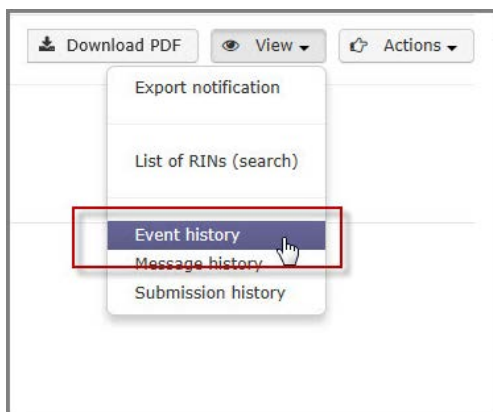 Download PDF View Actions
Export notification
List of RINs (search)
Event history
Message history
Submission history